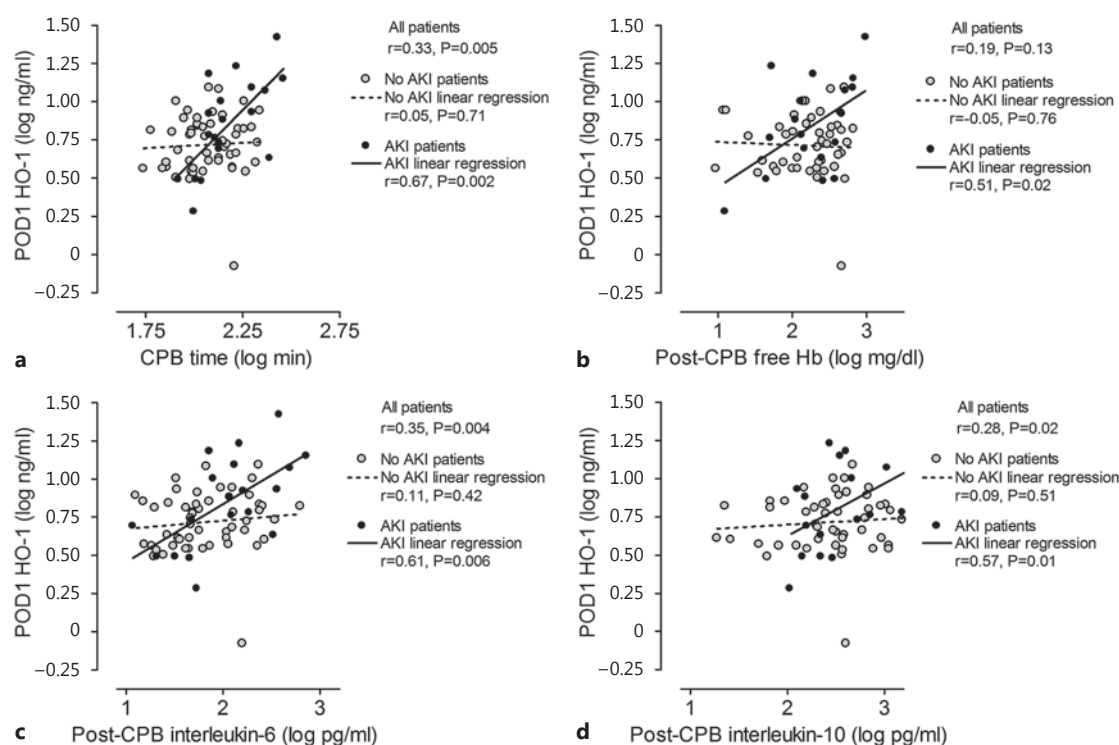 1.50
1.25
1.00
0.75
0.50
0.25
0
−0.25
POD1 HO-1 (log ng/ml)
1.75 2.25 2.75
CPB time (log min)
a
All patients
r=0.33, P=0.005
No AKI patients
No AKI linear regression
r=0.05, P=0.71
AKI patients
AKI linear regression
r=0.67, P=0.002
1.50
1.25
1.00
0.75
0.50
0.25
0
−0.25
POD1 HO-1 (log ng/ml)
1 2 3
Post-CPB free Hb (log mg/dl)
b
All patients
r=0.19, P=0.13
No AKI patients
No AKI linear regression
r=-0.05, P=0.76
AKI patients
AKI linear regression
r=0.51, P=0.02
1.50
1.25
1.00
0.75
0.50
0.25
0
−0.25
POD1 HO-1 (log ng/ml)
1 2 3
Post-CPB interleukin-6 (log pg/ml)
c
All patients
r=0.35, P=0.004
No AKI patients
No AKI linear regression
r=0.11, P=0.42
AKI patients
AKI linear regression
r=0.61, P=0.006
1.50
1.25
1.00
0.75
0.50
0.25
0
−0.25
POD1 HO-1 (log ng/ml)
1 2 3
Post-CPB interleukin-10 (log pg/ml)
d
All patients
r=0.28, P=0.02
No AKI patients
No AKI linear regression
r=0.09, P=0.51
AKI patients
AKI linear regression
r=0.57, P=0.01